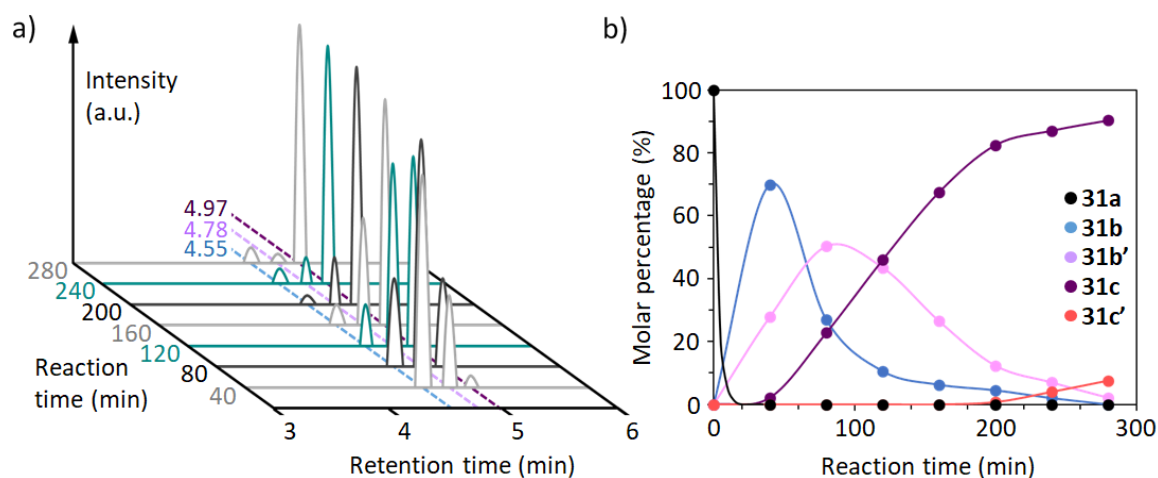 a)
Intensity
(a.u.)
4.97
4.78
4.55
280
240
200
160
120
80
40
Reaction
time (min)
3 4 5 6
Retention time (min)
b)
Molar percentage (%)
100
80
60
40
20
0
0 100 200 300
Reaction time (min)
31a
31b
31b’
31c
31c’